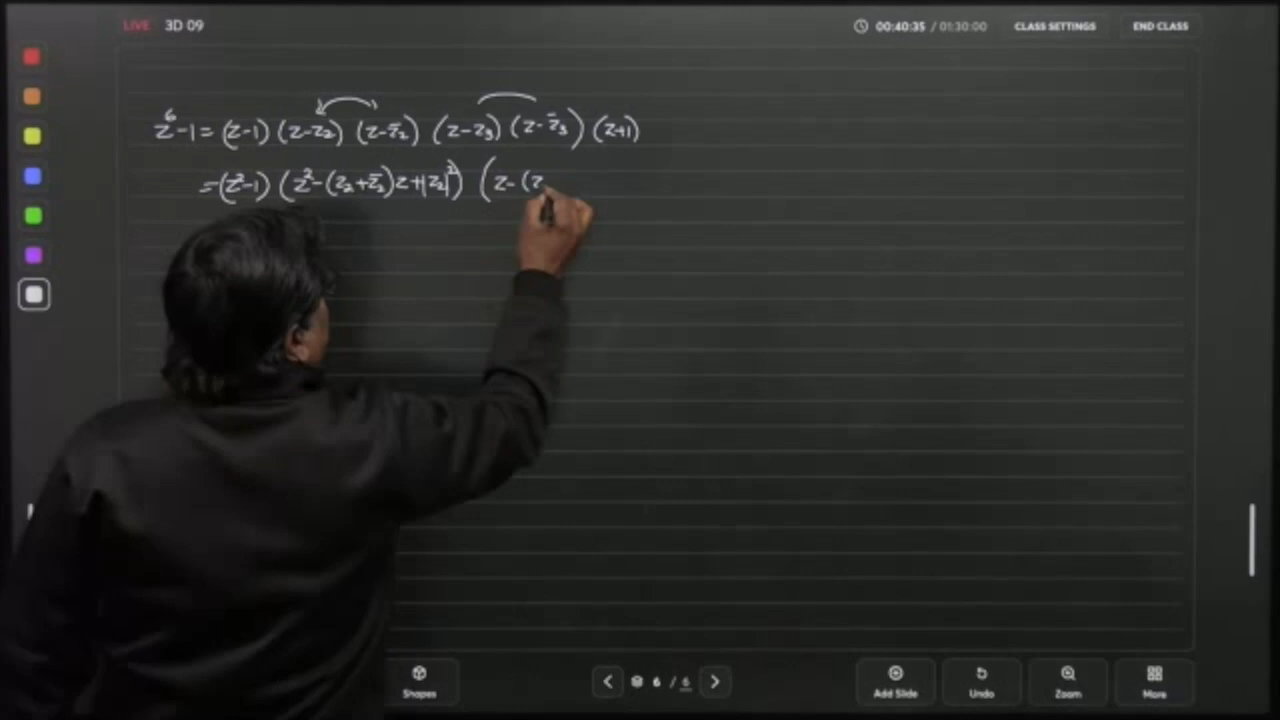 LIVE 3D 09 00:40:35 / 01:30:00 CLASS SETTINGS END CLASS
z⁶-1 = (z-1) (z-z₂) (z-z̄₂) (z-z₃) (z-z̄₃) (z+1)
= (z²-1) (z²-(z₂+z̄₂)z+|z₂|²) (z-(z
Shapes 6 / 6 Add Slide Undo Zoom More